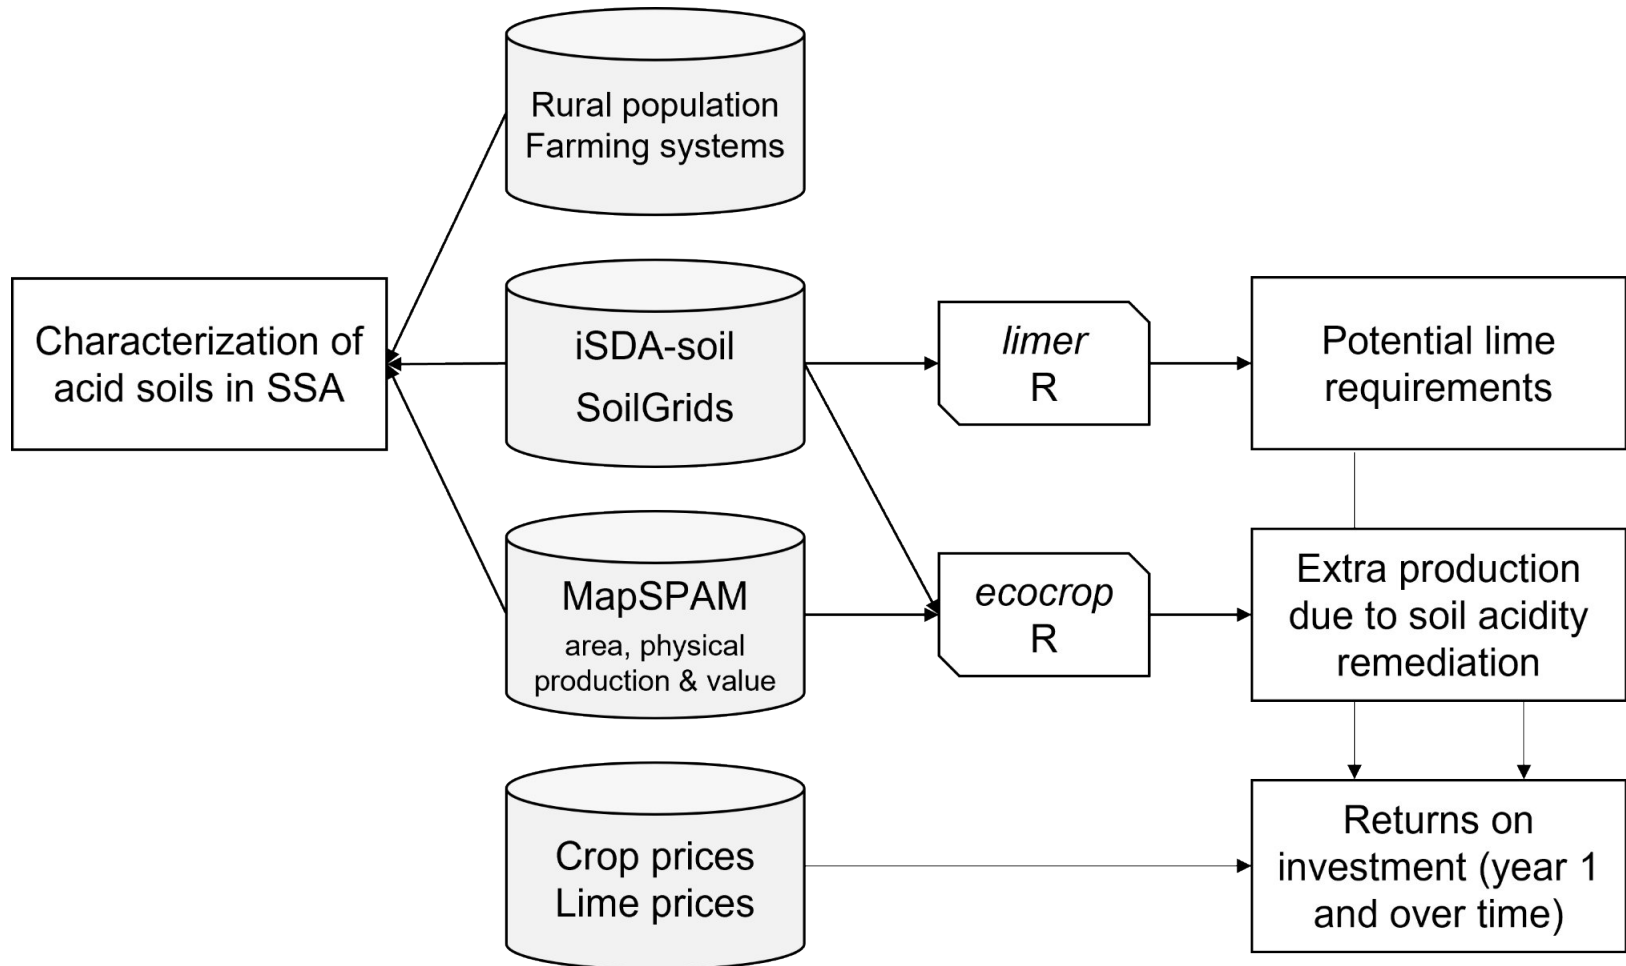 Rural population
Farming systems
Characterization of
acid soils in SSA
iSDA-soil
SoilGrids
limer
R
Potential lime
requirements
MapSPAM
area, physical
production & value
ecocrop
R
Extra production
due to soil acidity
remediation
Crop prices
Lime prices
Returns on
investment (year 1
and over time)